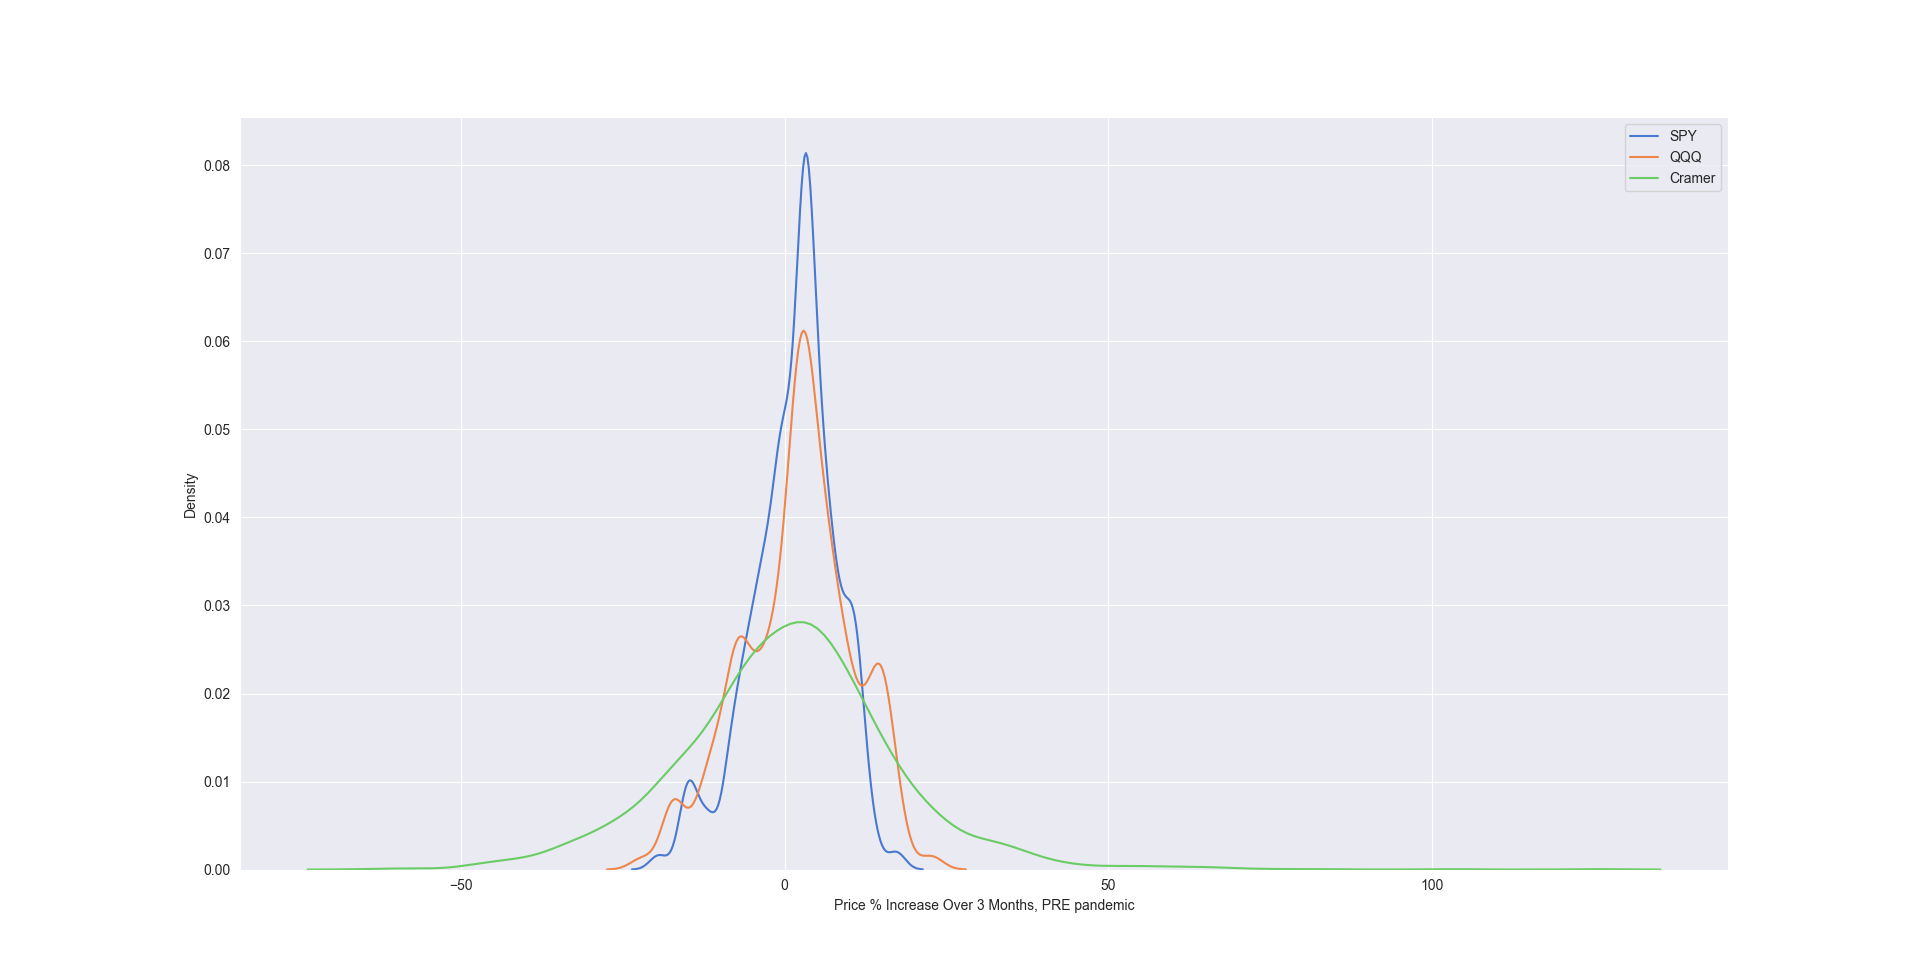 SPY
QQQ
Cramer
0.08
0.07
0.06
0.05
0.04
0.03
0.02
0.01
0.00
Density
−50
0
50
100
Price % Increase Over 3 Months, PRE pandemic